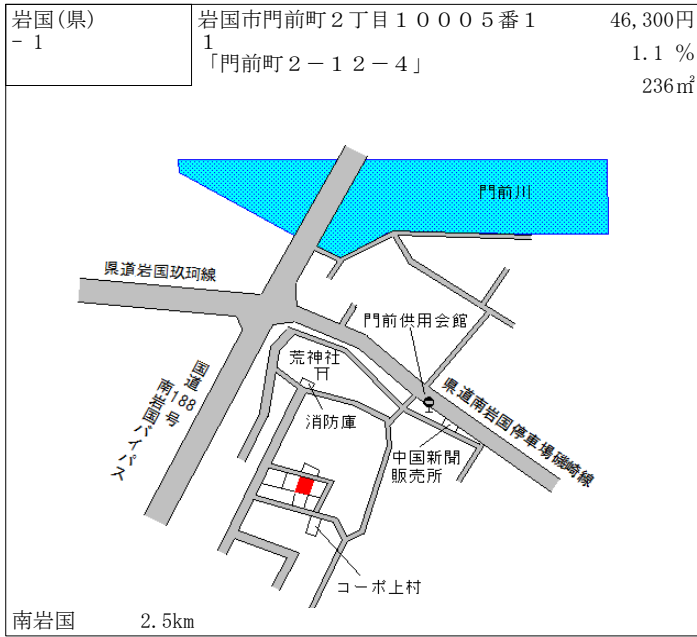 岩国(県)
- 1
岩国市門前町２丁目１０００５番１
１
「門前町２－１２－４」
46,300円
1.1 %
236㎡
門前川
県道岩国玖珂線
門前供用会館
荒神社
国道188号
南岩国バイパス
消防庫
県道南岩国停車場磯崎線
中国新聞
販売所
コーポ上村
南岩国 2.5km